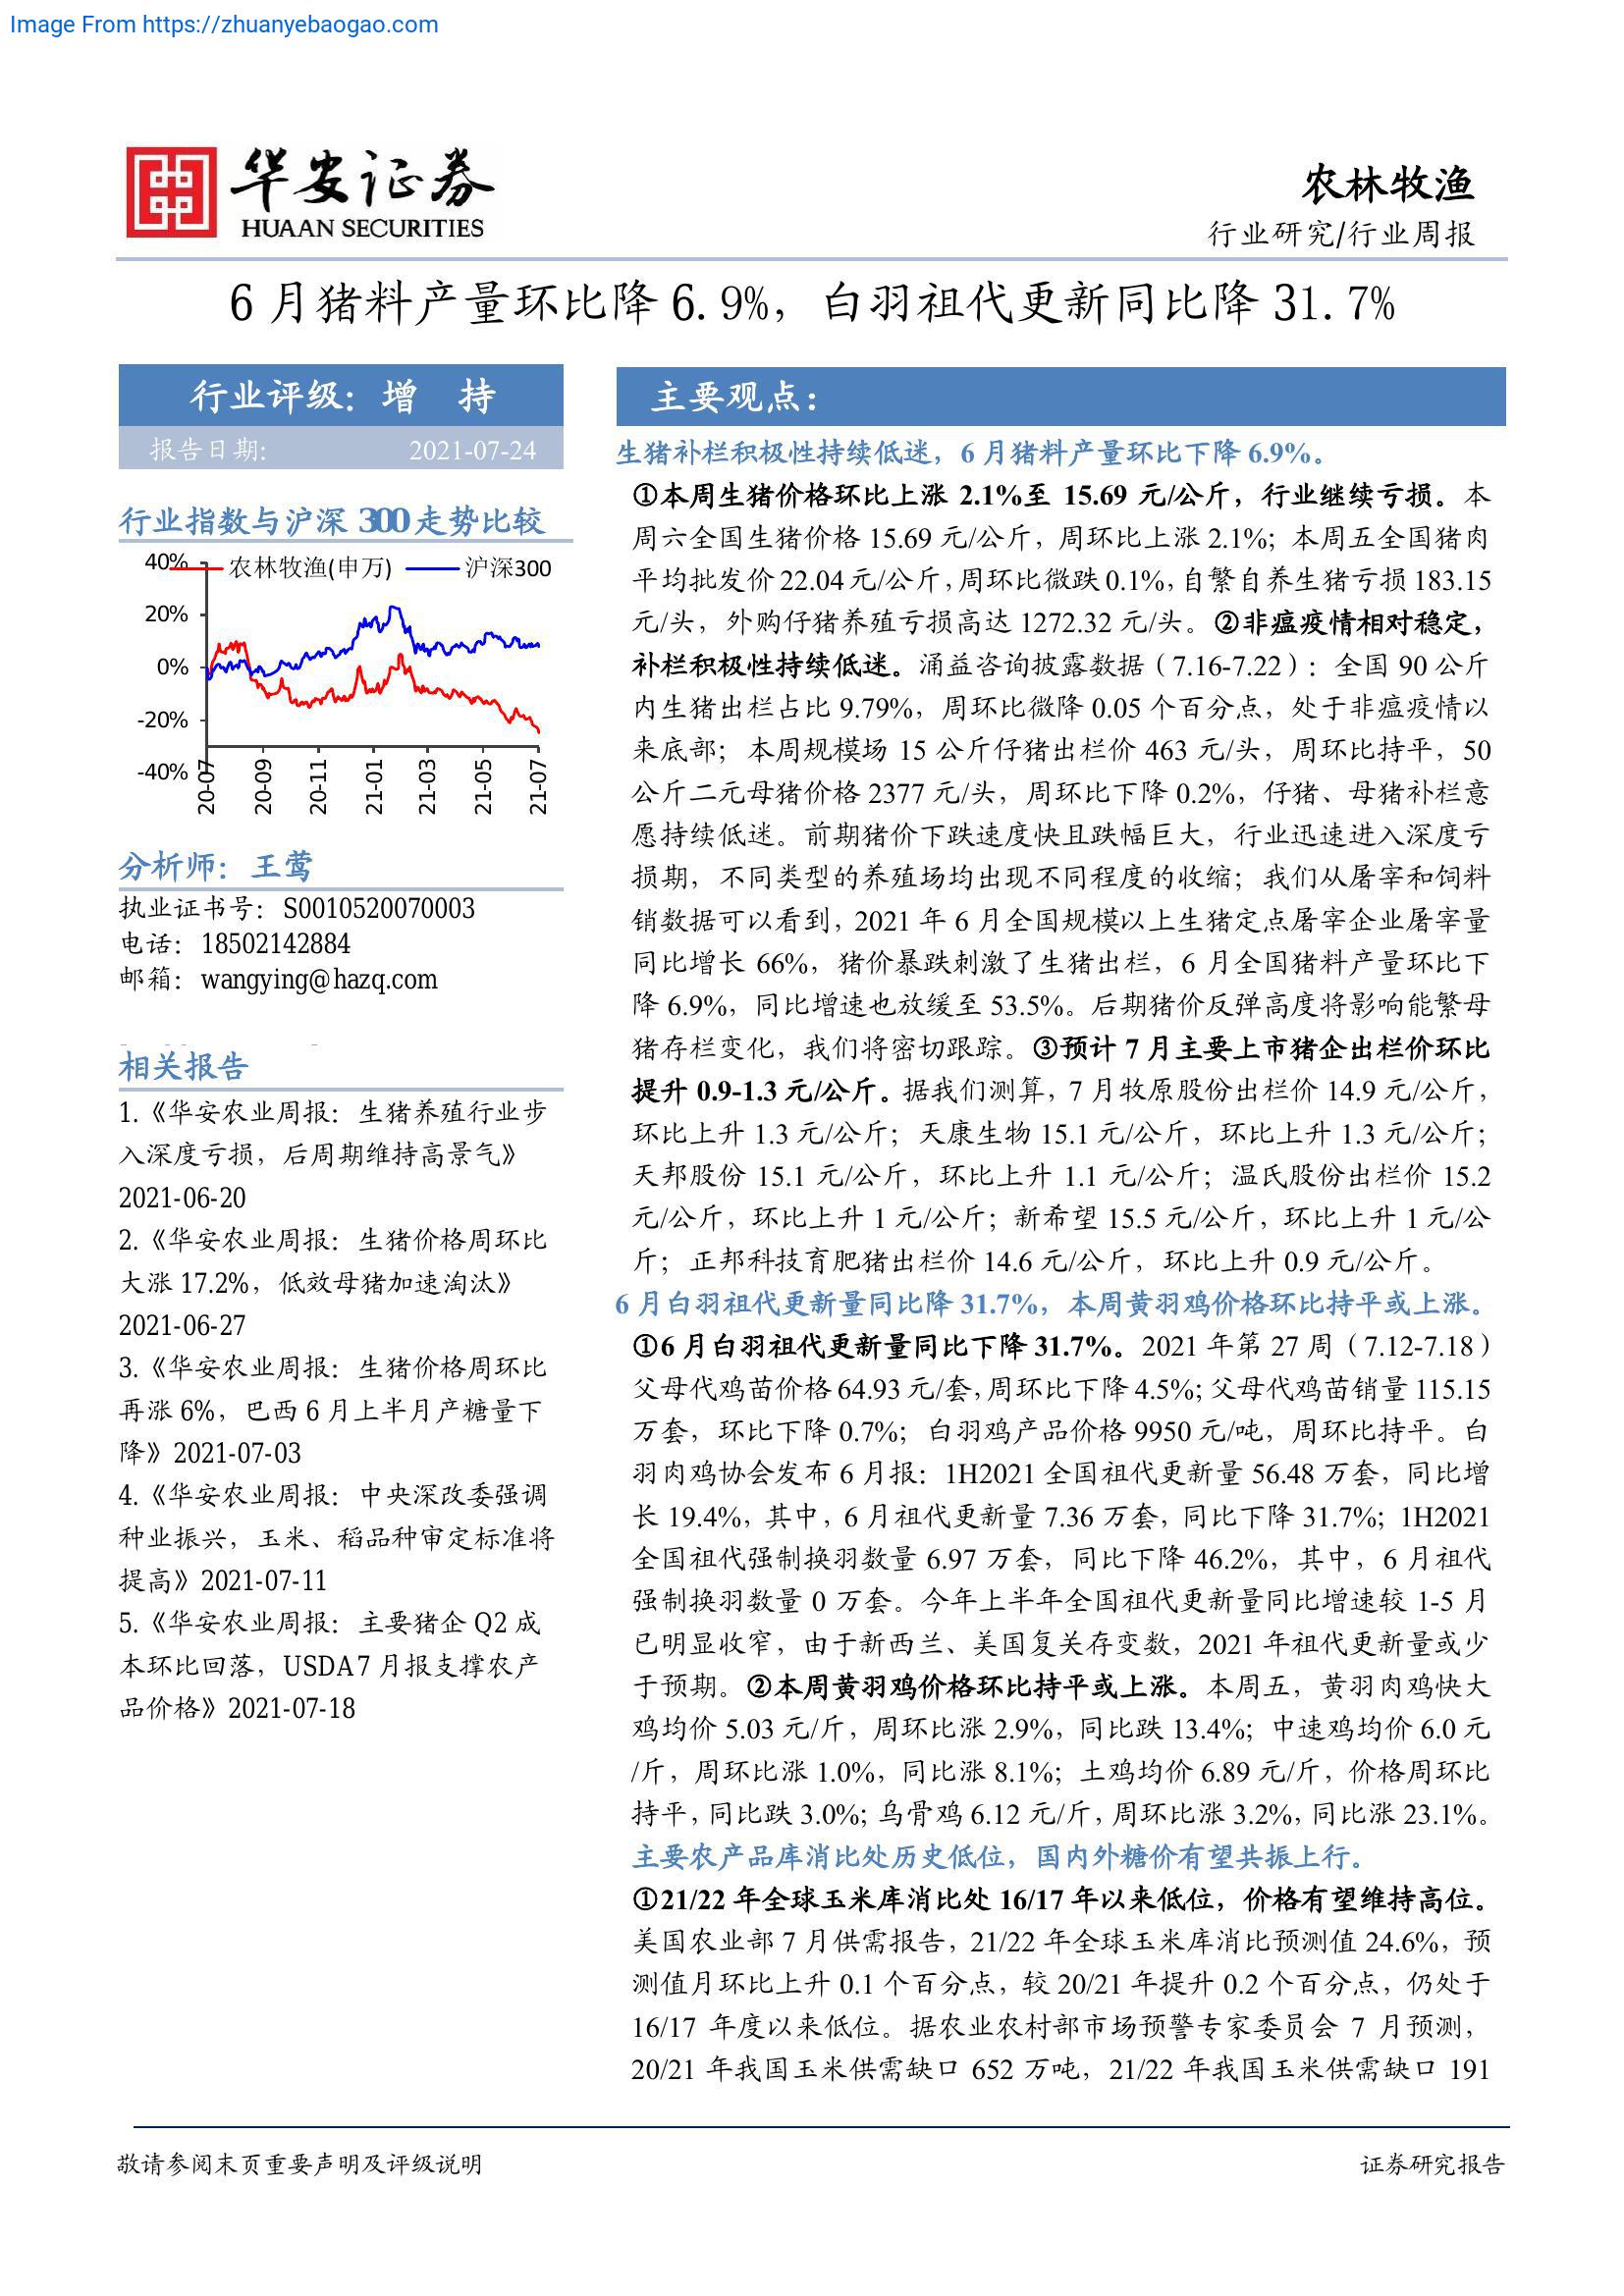 Image From https://zhuanyebaogao.com
华安证券
HUAAN SECURITIES
农林牧渔
行业研究/行业周报
6 月猪料产量环比降 6.9%，白羽祖代更新同比降 31.7%
行业评级：增 持
报告日期: 2021-07-24
行业指数与沪深 300 走势比较
农林牧渔(申万) 沪深300
40%
20%
0%
-20%
-40%
20-07 20-09 20-11 21-01 21-03 21-05 21-07
分析师：王莺
执业证书号：S0010520070003
电话：18502142884
邮箱：wangying@hazq.com
相关报告
1.《华安农业周报：生猪养殖行业步
入深度亏损，后周期维持高景气》
2021-06-20
2.《华安农业周报：生猪价格周环比
大涨 17.2%，低效母猪加速淘汰》
2021-06-27
3.《华安农业周报：生猪价格周环比
再涨 6%，巴西 6 月上半月产糖量下
降》2021-07-03
4.《华安农业周报：中央深改委强调
种业振兴，玉米、稻品种审定标准将
提高》2021-07-11
5.《华安农业周报：主要猪企 Q2 成
本环比回落，USDA7 月报支撑农产
品价格》2021-07-18
主要观点：
生猪补栏积极性持续低迷，6 月猪料产量环比下降 6.9%。
①本周生猪价格环比上涨 2.1%至 15.69 元/公斤，行业继续亏损。本
周六全国生猪价格 15.69 元/公斤，周环比上涨 2.1%；本周五全国猪肉
平均批发价 22.04 元/公斤，周环比微跌 0.1%，自繁自养生猪亏损 183.15
元/头，外购仔猪养殖亏损高达 1272.32 元/头。②非瘟疫情相对稳定，
补栏积极性持续低迷。涌益咨询披露数据（7.16-7.22）：全国 90 公斤
内生猪出栏占比 9.79%，周环比微降 0.05 个百分点，处于非瘟疫情以
来底部；本周规模场 15 公斤仔猪出栏价 463 元/头，周环比持平，50
公斤二元母猪价格 2377 元/头，周环比下降 0.2%，仔猪、母猪补栏意
愿持续低迷。前期猪价下跌速度快且跌幅巨大，行业迅速进入深度亏
损期，不同类型的养殖场均出现不同程度的收缩；我们从屠宰和饲料
销数据可以看到，2021 年 6 月全国规模以上生猪定点屠宰企业屠宰量
同比增长 66%，猪价暴跌刺激了生猪出栏，6 月全国猪料产量环比下
降 6.9%，同比增速也放缓至 53.5%。后期猪价反弹高度将影响能繁母
猪存栏变化，我们将密切跟踪。③预计 7 月主要上市猪企出栏价环比
提升 0.9-1.3 元/公斤。据我们测算，7 月牧原股份出栏价 14.9 元/公斤，
环比上升 1.3 元/公斤；天康生物 15.1 元/公斤，环比上升 1.3 元/公斤；
天邦股份 15.1 元/公斤，环比上升 1.1 元/公斤；温氏股份出栏价 15.2
元/公斤，环比上升 1 元/公斤；新希望 15.5 元/公斤，环比上升 1 元/公
斤；正邦科技育肥猪出栏价 14.6 元/公斤，环比上升 0.9 元/公斤。
6 月白羽祖代更新量同比降 31.7%，本周黄羽鸡价格环比持平或上涨。
①6 月白羽祖代更新量同比下降 31.7%。2021 年第 27 周（7.12-7.18）
父母代鸡苗价格 64.93 元/套，周环比下降 4.5%；父母代鸡苗销量 115.15
万套，环比下降 0.7%；白羽鸡产品价格 9950 元/吨，周环比持平。白
羽肉鸡协会发布 6 月报：1H2021 全国祖代更新量 56.48 万套，同比增
长 19.4%，其中，6 月祖代更新量 7.36 万套，同比下降 31.7%；1H2021
全国祖代强制换羽数量 6.97 万套，同比下降 46.2%，其中，6 月祖代
强制换羽数量 0 万套。今年上半年全国祖代更新量同比增速较 1-5 月
已明显收窄，由于新西兰、美国复关存变数，2021 年祖代更新量或少
于预期。②本周黄羽鸡价格环比持平或上涨。本周五，黄羽肉鸡快大
鸡均价 5.03 元/斤，周环比涨 2.9%，同比跌 13.4%；中速鸡均价 6.0 元
/斤，周环比涨 1.0%，同比涨 8.1%；土鸡均价 6.89 元/斤，价格周环比
持平，同比跌 3.0%；乌骨鸡 6.12 元/斤，周环比涨 3.2%，同比涨 23.1%。
主要农产品库消比处历史低位，国内外糖价有望共振上行。
①21/22 年全球玉米库消比处 16/17 年以来低位，价格有望维持高位。
美国农业部 7 月供需报告，21/22 年全球玉米库消比预测值 24.6%，预
测值月环比上升 0.1 个百分点，较 20/21 年提升 0.2 个百分点，仍处于
16/17 年度以来低位。据农业农村部市场预警专家委员会 7 月预测，
20/21 年我国玉米供需缺口 652 万吨，21/22 年我国玉米供需缺口 191
敬请参阅末页重要声明及评级说明
证券研究报告